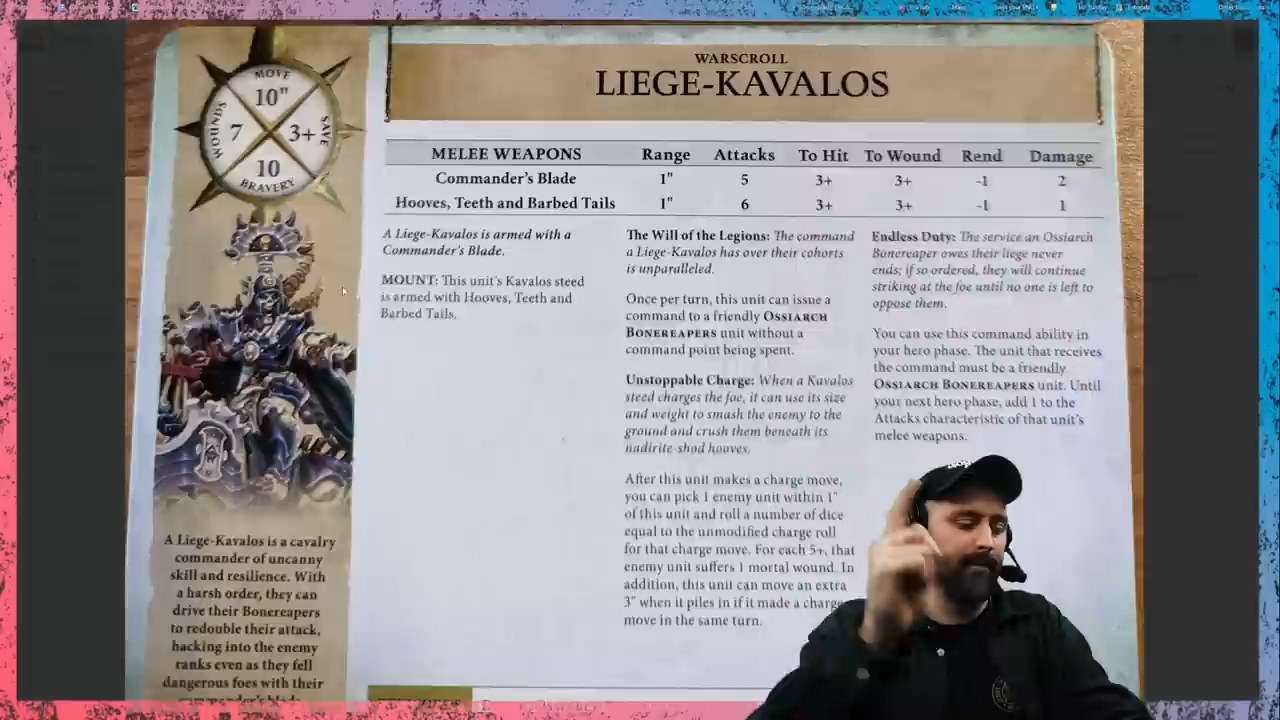 MOVE
10"
WOUNDS
7
3+
SAVE
10
BRAVERY
A Liege-Kavalos is a cavalry
commander of uncanny
skill and resilience. With
a harsh order, they can
drive their Bonereapers
to redouble their attack,
hacking into the enemy
ranks even as they fell
dangerous foes with their
WARSCROLL
LIEGE-KAVALOS
MELEE WEAPONS Range Attacks To Hit To Wound Rend Damage
Commander's Blade 1" 5 3+ 3+ -1 2
Hooves, Teeth and Barbed Tails 1" 6 3+ 3+ -1 1
A Liege-Kavalos is armed with a
Commander's Blade.
MOUNT: This unit's Kavalos steed
is armed with Hooves, Teeth and
Barbed Tails.
The Will of the Legions: The command
a Liege-Kavalos has over their cohorts
is unparalleled.
Once per turn, this unit can issue a
command to a friendly OSSIARCH
BONEREAPERS unit without a
command point being spent.
Unstoppable Charge: When a Kavalos
steed charges the foe, it can use its size
and weight to smash the enemy to the
ground and crush them beneath its
nadirite-shod hooves.
After this unit makes a charge move,
you can pick 1 enemy unit within 1"
of this unit and roll a number of dice
equal to the unmodified charge roll
for that charge move. For each 5+, that
enemy unit suffers 1 mortal wound. In
addition, this unit can move an extra
3" when it piles in if it made a charge
move in the same turn.
Endless Duty: The service an Ossiarch
Bonereaper owes their liege never
ends; if so ordered, they will continue
striking at the foe until no one is left to
oppose them.
You can use this command ability in
your hero phase. The unit that receives
the command must be a friendly
OSSIARCH BONEREAPERS unit. Until
your next hero phase, add 1 to the
Attacks characteristic of that unit's
melee weapons.